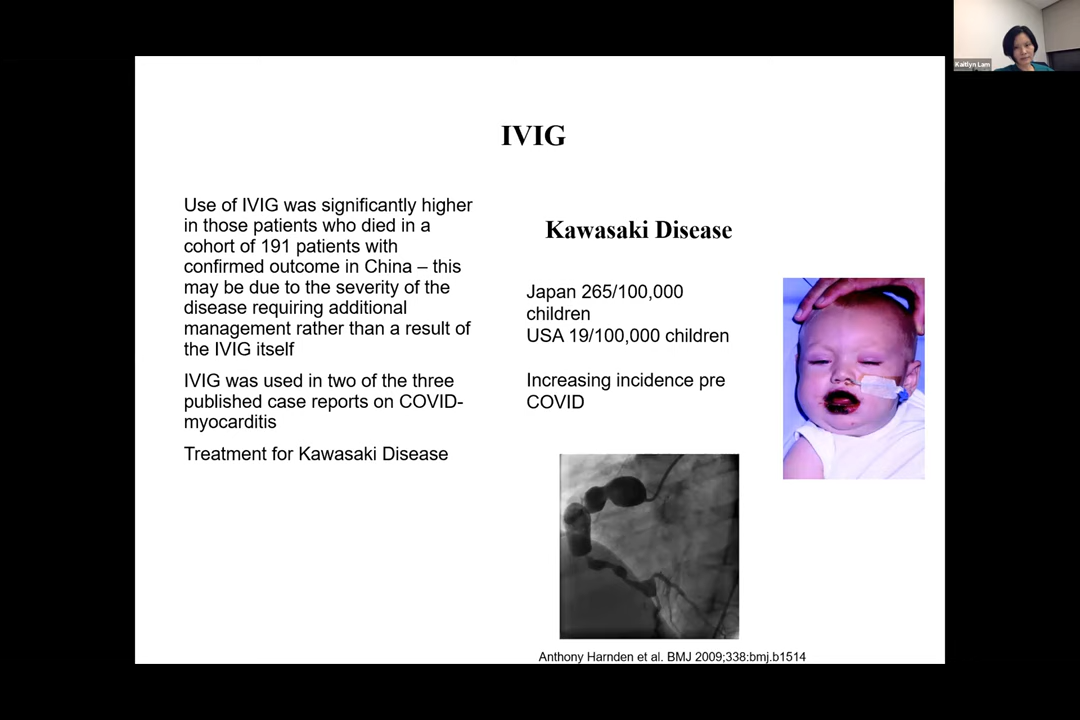 Kaitlyn Lam
IVIG
Use of IVIG was significantly higher
in those patients who died in a
cohort of 191 patients with
confirmed outcome in China – this
may be due to the severity of the
disease requiring additional
management rather than a result of
the IVIG itself
IVIG was used in two of the three
published case reports on COVID-
myocarditis
Treatment for Kawasaki Disease
Kawasaki Disease
Japan 265/100,000
children
USA 19/100,000 children
Increasing incidence pre
COVID
Anthony Harnden et al. BMJ 2009;338:bmj.b1514